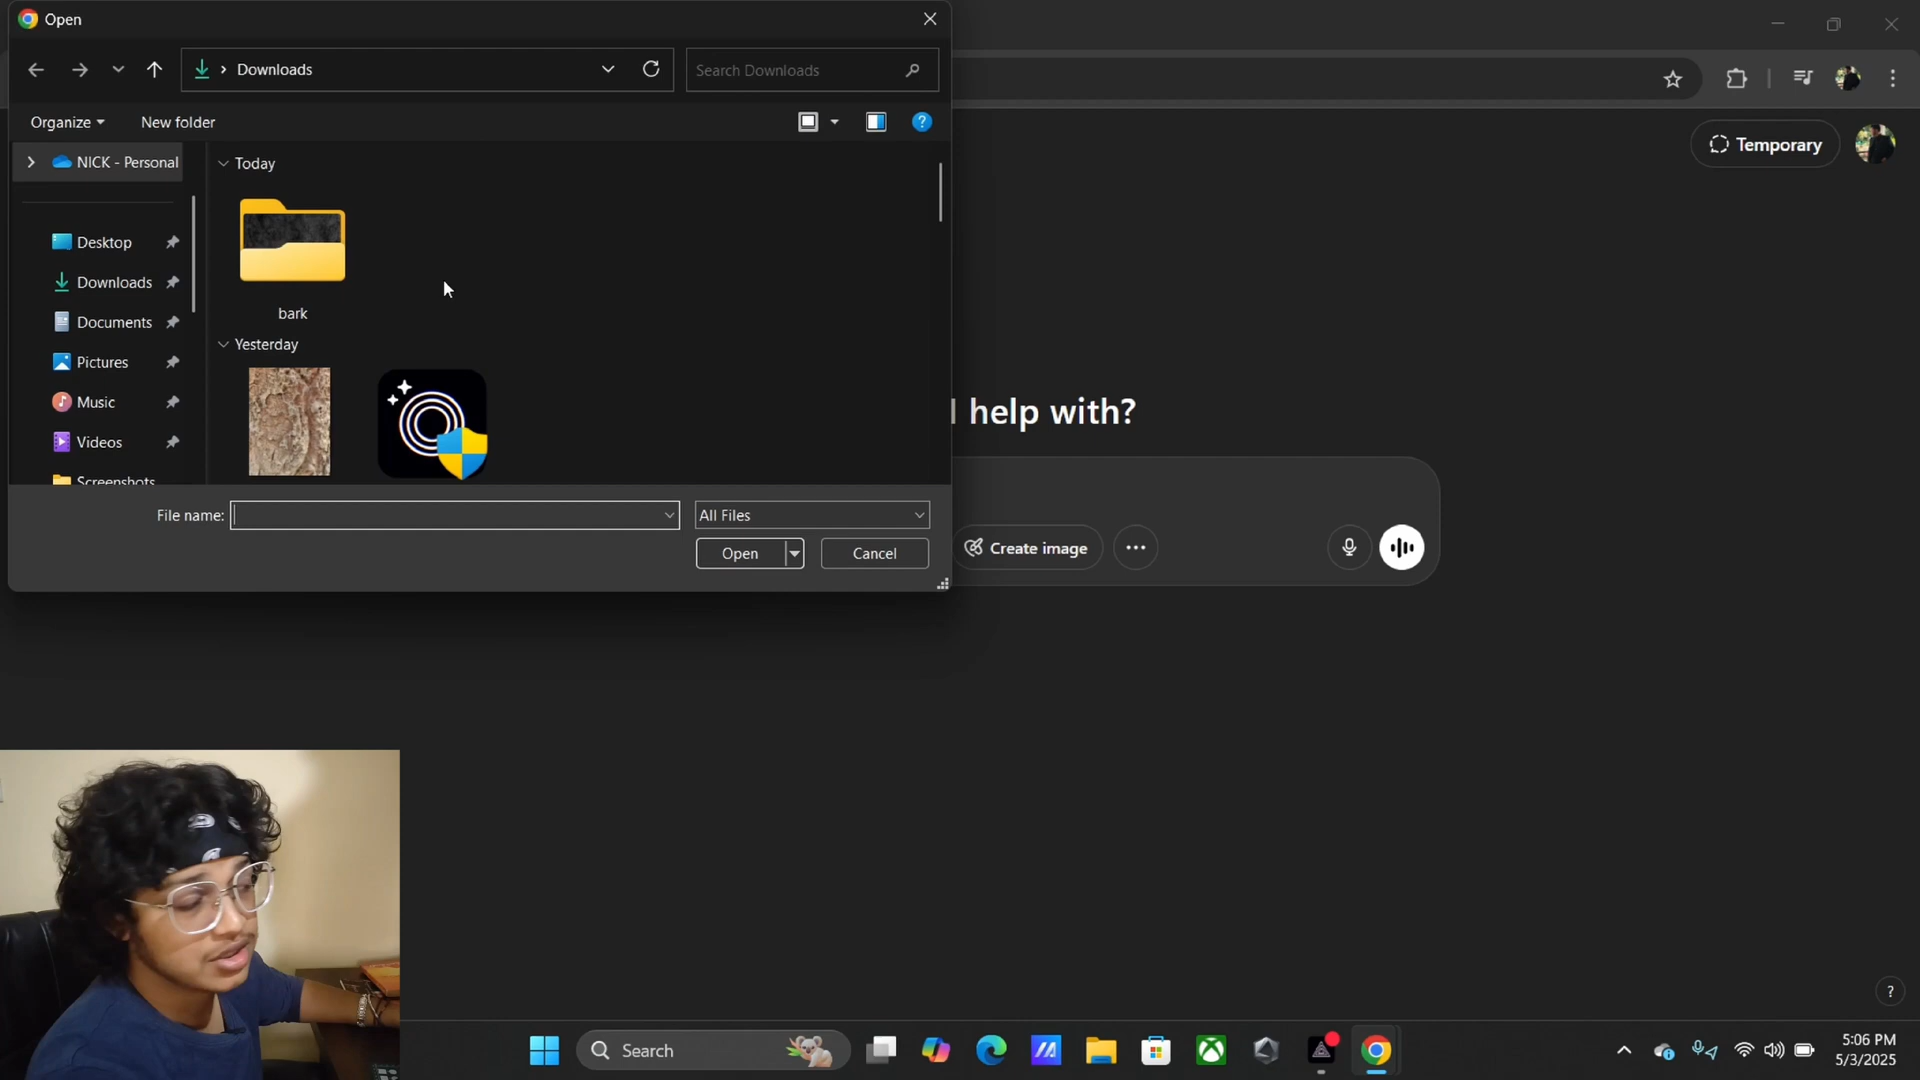 Open
Downloads
Search Downloads
Organize
New folder
?
NICK - Personal
Desktop
Downloads
Documents
Pictures
Music
Videos
Screenshots
Today
bark
Yesterday
File name:
All Files
Open
Cancel
Temporary
help with?
Create image
?
Search
5:06 PM
5/3/2025